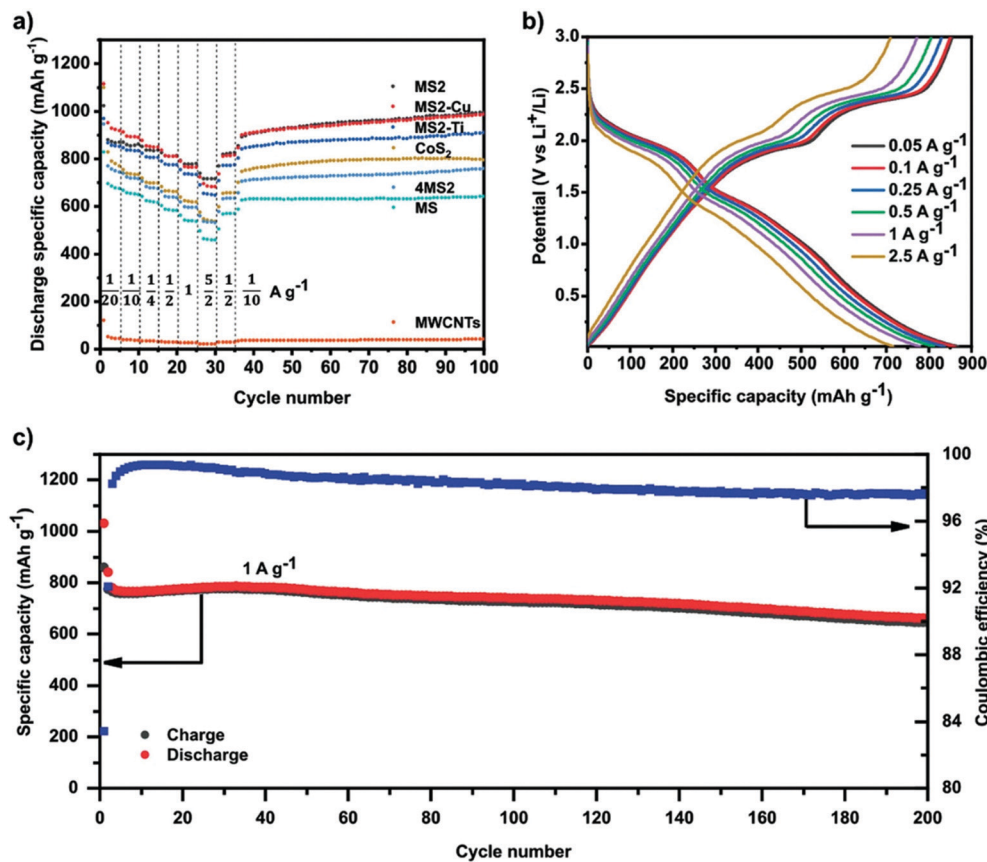 a)
Discharge specific capacity (mAh g⁻¹)
1200
1000
800
600
400
200
0
MS2
MS2-Cu
MS2-Ti
CoS₂
4MS2
MS
1/20 1/10 1/4 1/2 1 5/2 1/2 1/10 A g⁻¹
MWCNTs
0 10 20 30 40 50 60 70 80 90 100
Cycle number
b)
Potential (V vs Li⁺/Li)
3.0
2.5
2.0
1.5
1.0
0.5
0.05 A g⁻¹
0.1 A g⁻¹
0.25 A g⁻¹
0.5 A g⁻¹
1 A g⁻¹
2.5 A g⁻¹
0 100 200 300 400 500 600 700 800 900
Specific capacity (mAh g⁻¹)
c)
Specific capacity (mAh g⁻¹)
1200
1000
800
600
400
200
0
1 A g⁻¹
Charge
Discharge
100
98
96
94
92
90
88
82
80
Coulombic efficiency (%)
0 20 40 60 80 100 120 140 160 180 200
Cycle number